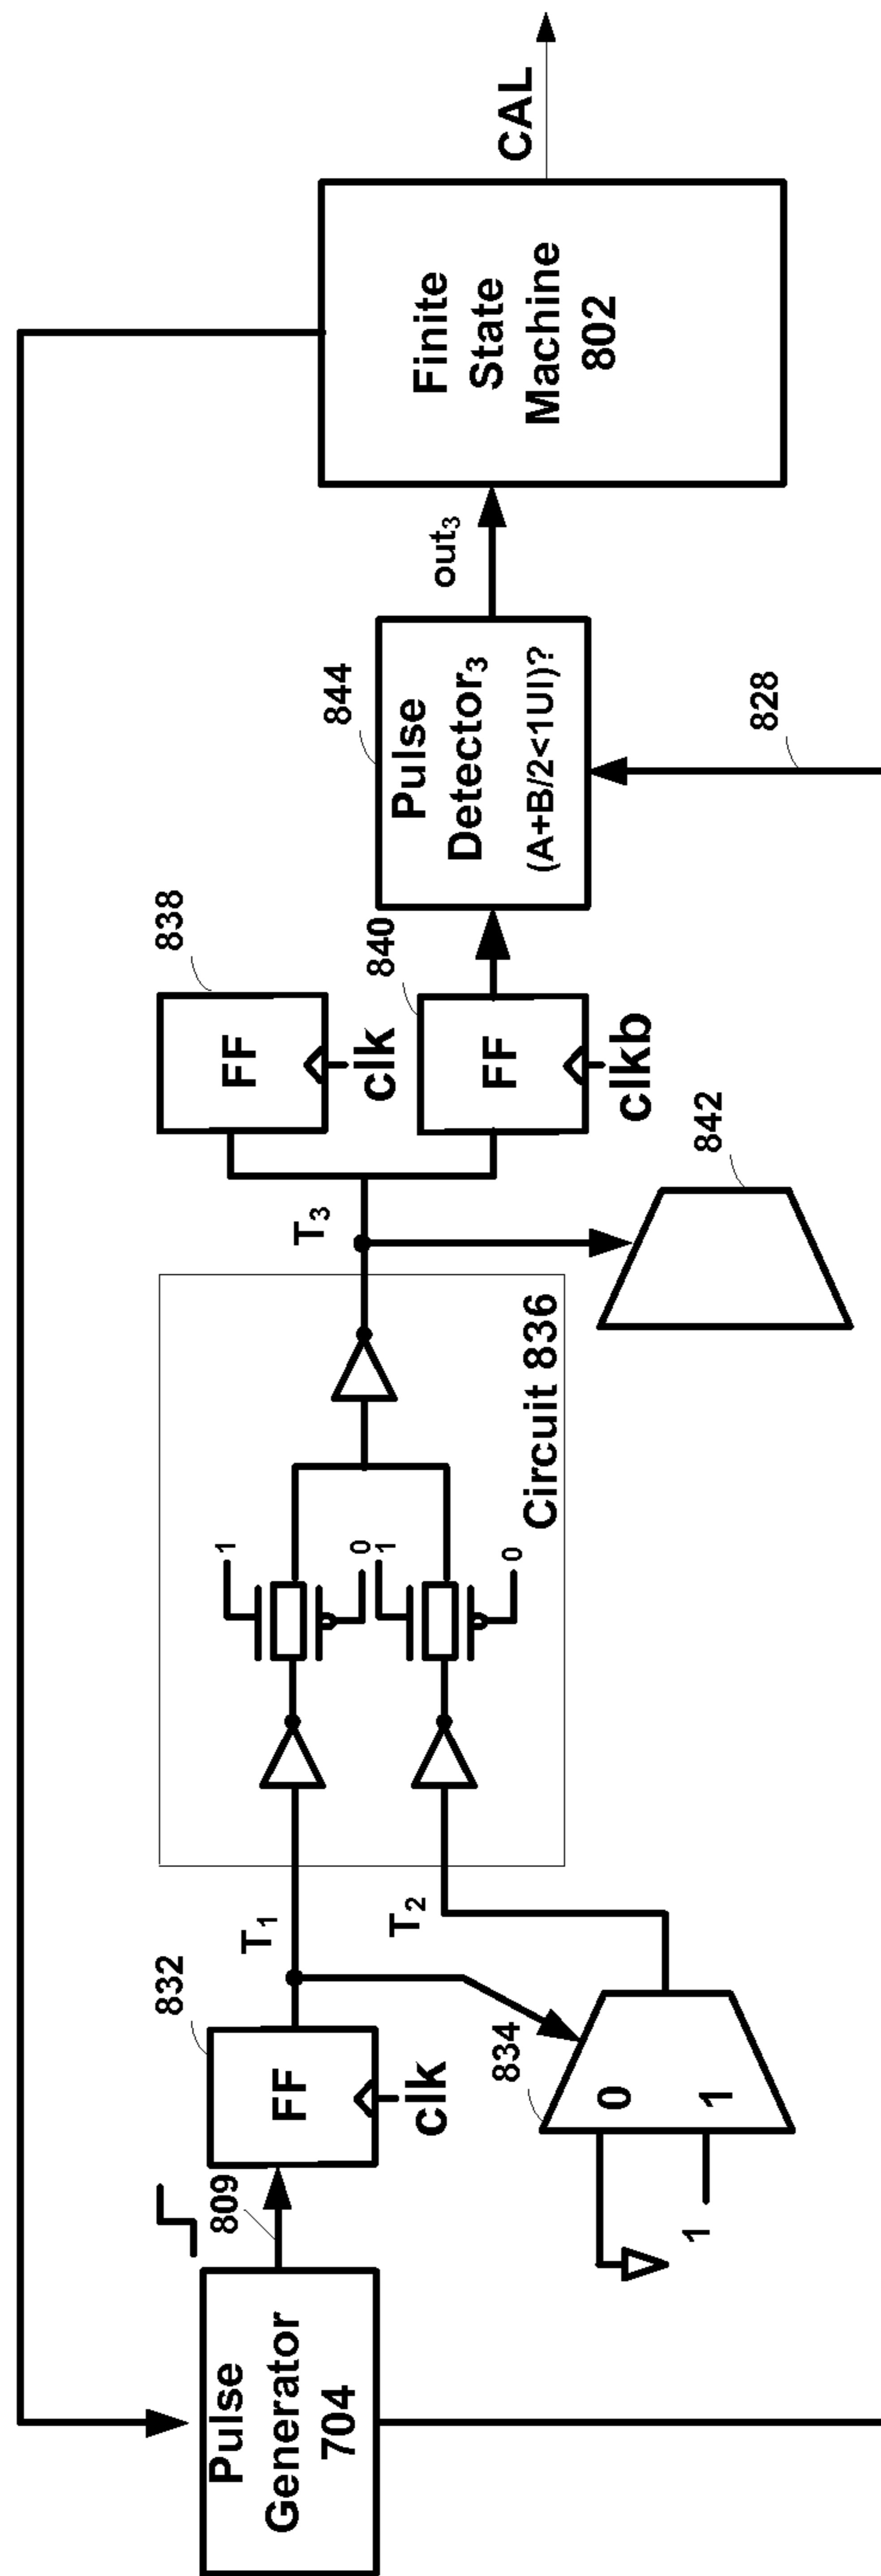 Pulse
Generator
704
809
FF
832
clk
T1
834
0
1
1
T2
1
0
1
0
Circuit 836
T3
842
FF
838
clk
FF
840
clkb
Pulse
Detector3
(A+B/2<1UI)?
844
828
out3
Finite
State
Machine
802
CAL